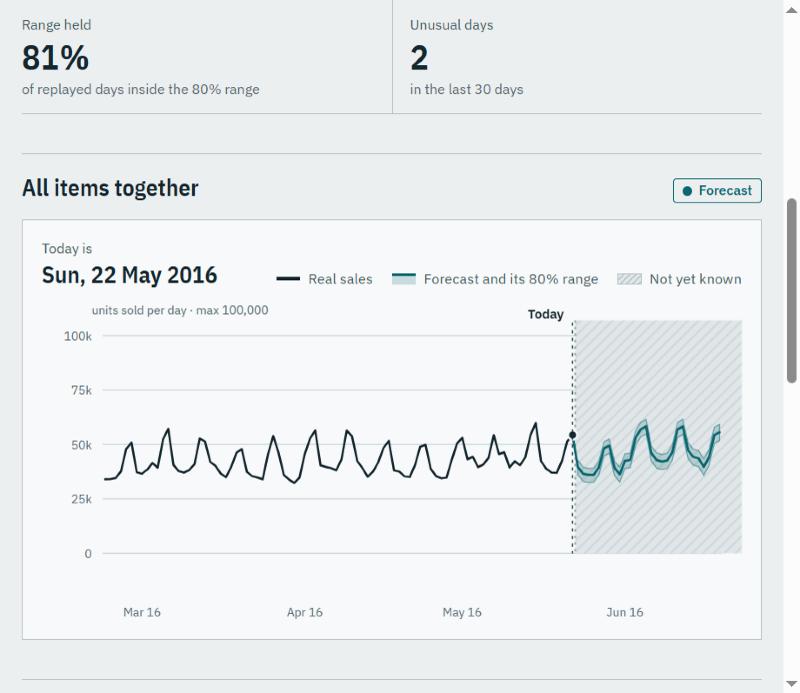 Range held
81%
of replayed days inside the 80% range
Unusual days
2
in the last 30 days
All items together
Forecast
Today is
Sun, 22 May 2016
Real sales
Forecast and its 80% range
Not yet known
units sold per day · max 100,000
Today
100k
75k
50k
25k
0
Mar 16
Apr 16
May 16
Jun 16